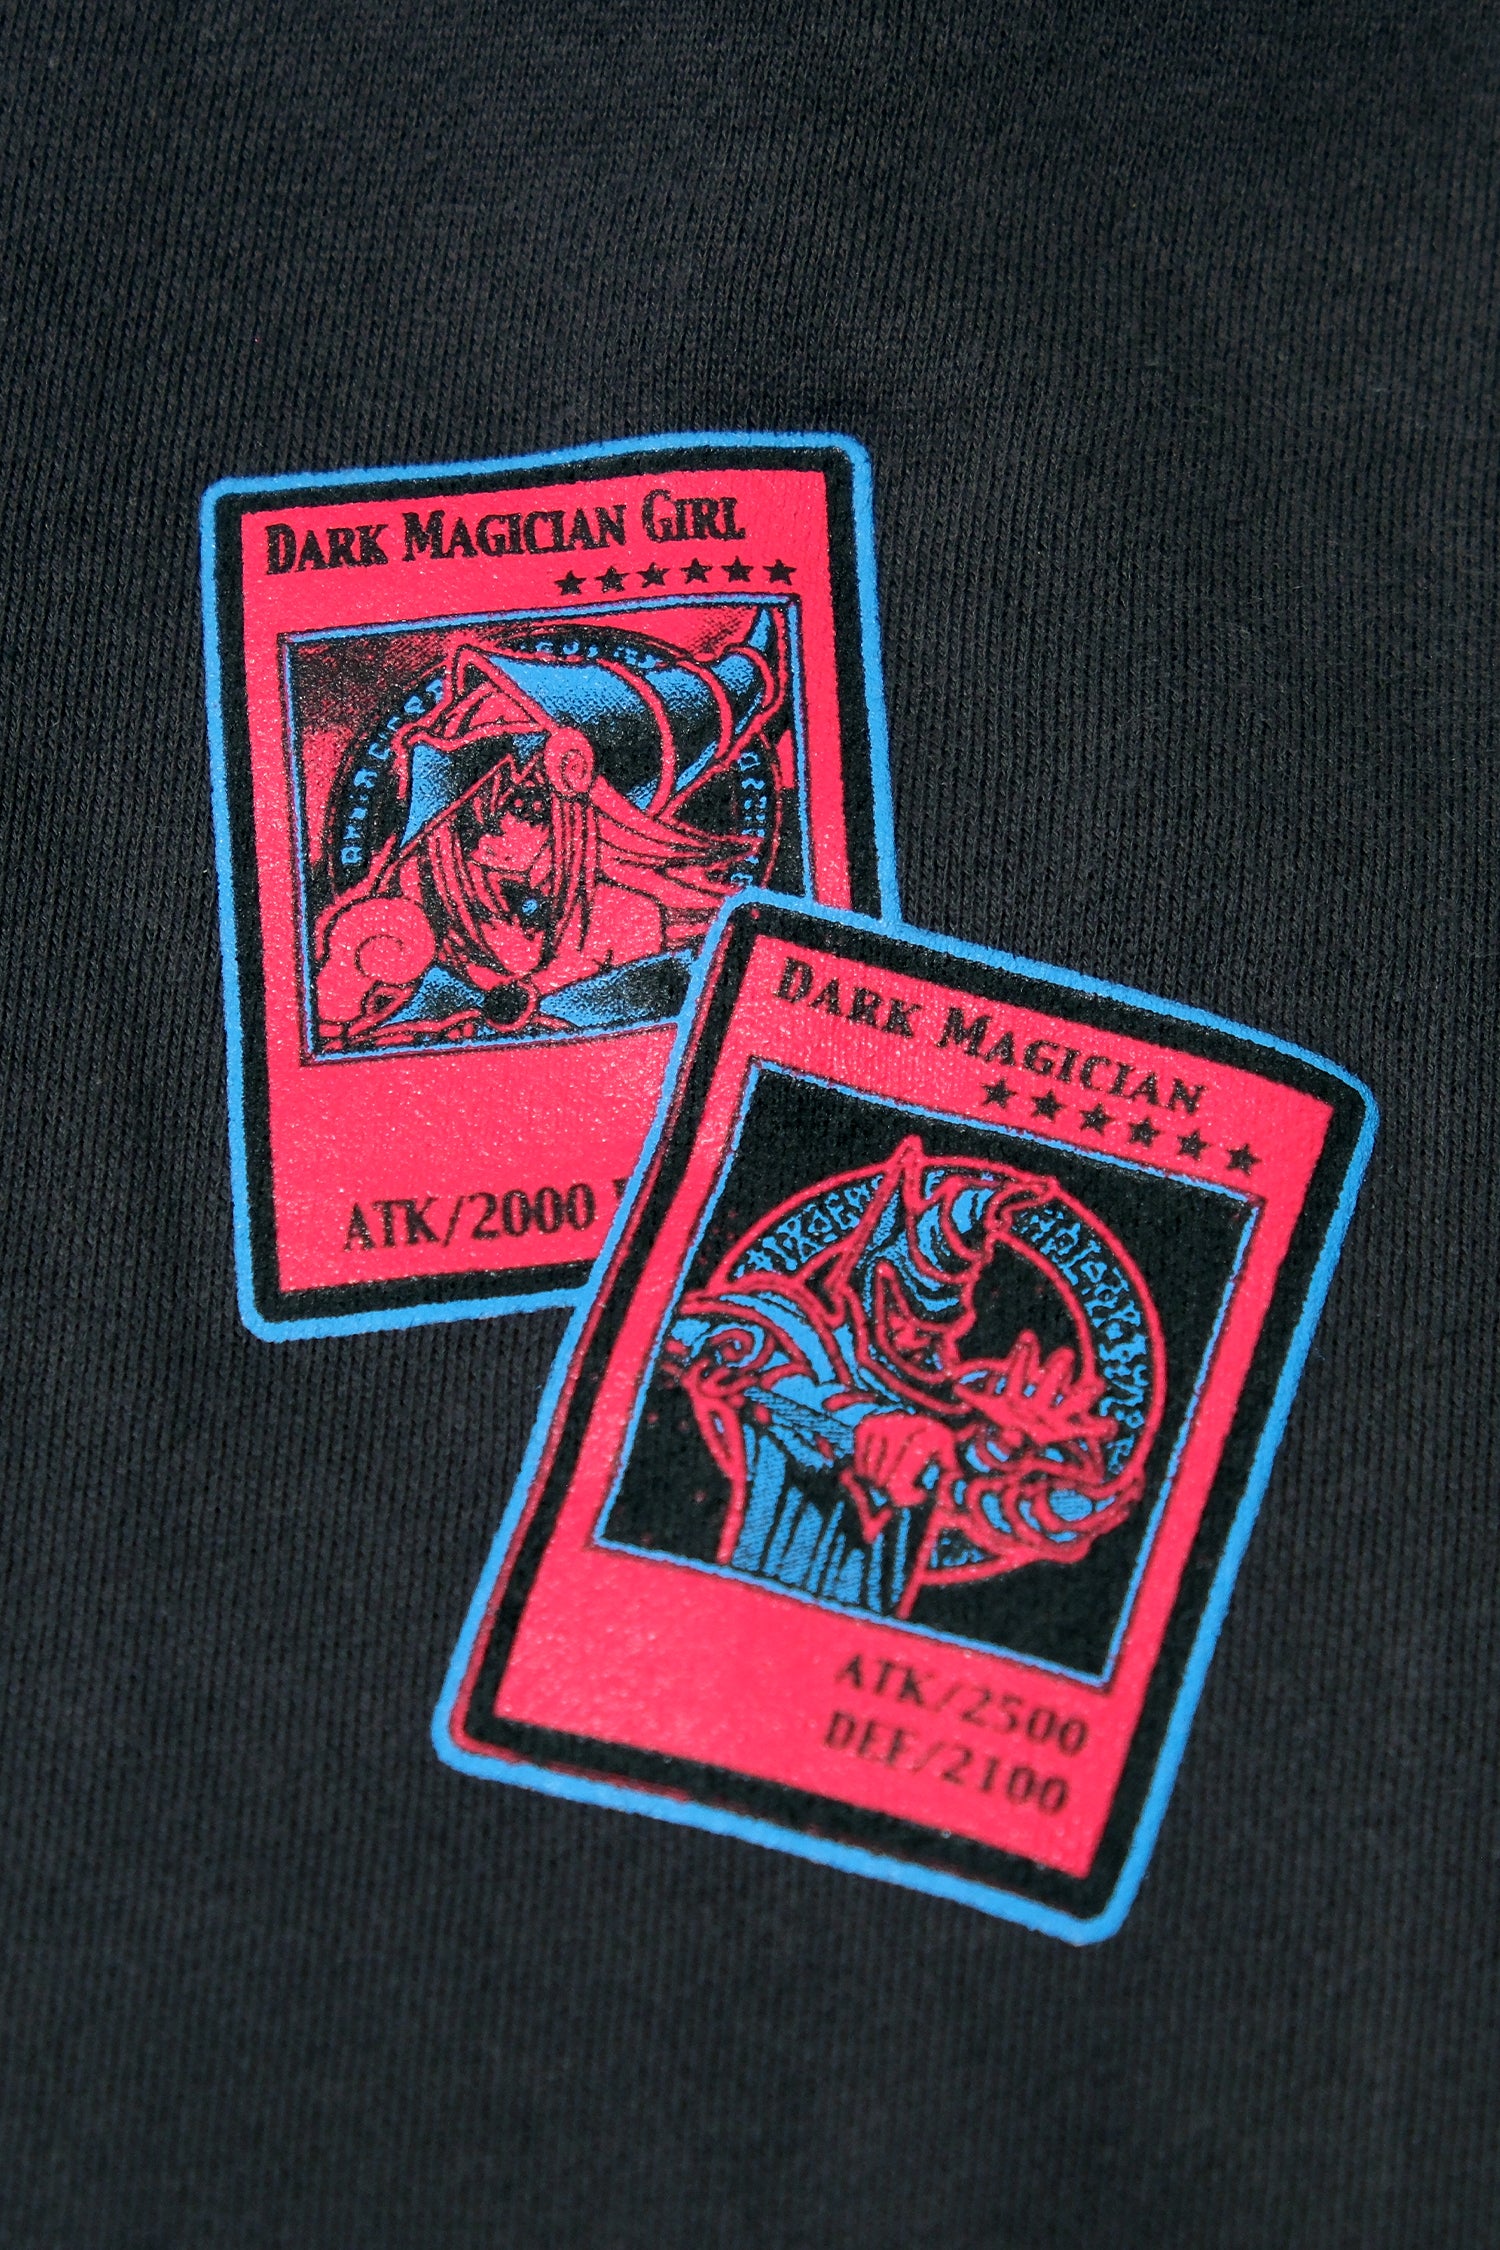 DARK MAGICIAN GIRL
★★★★★★
ATK/2000
DARK MAGICIAN
★★★★★★
ATK/2500
DEF/2100